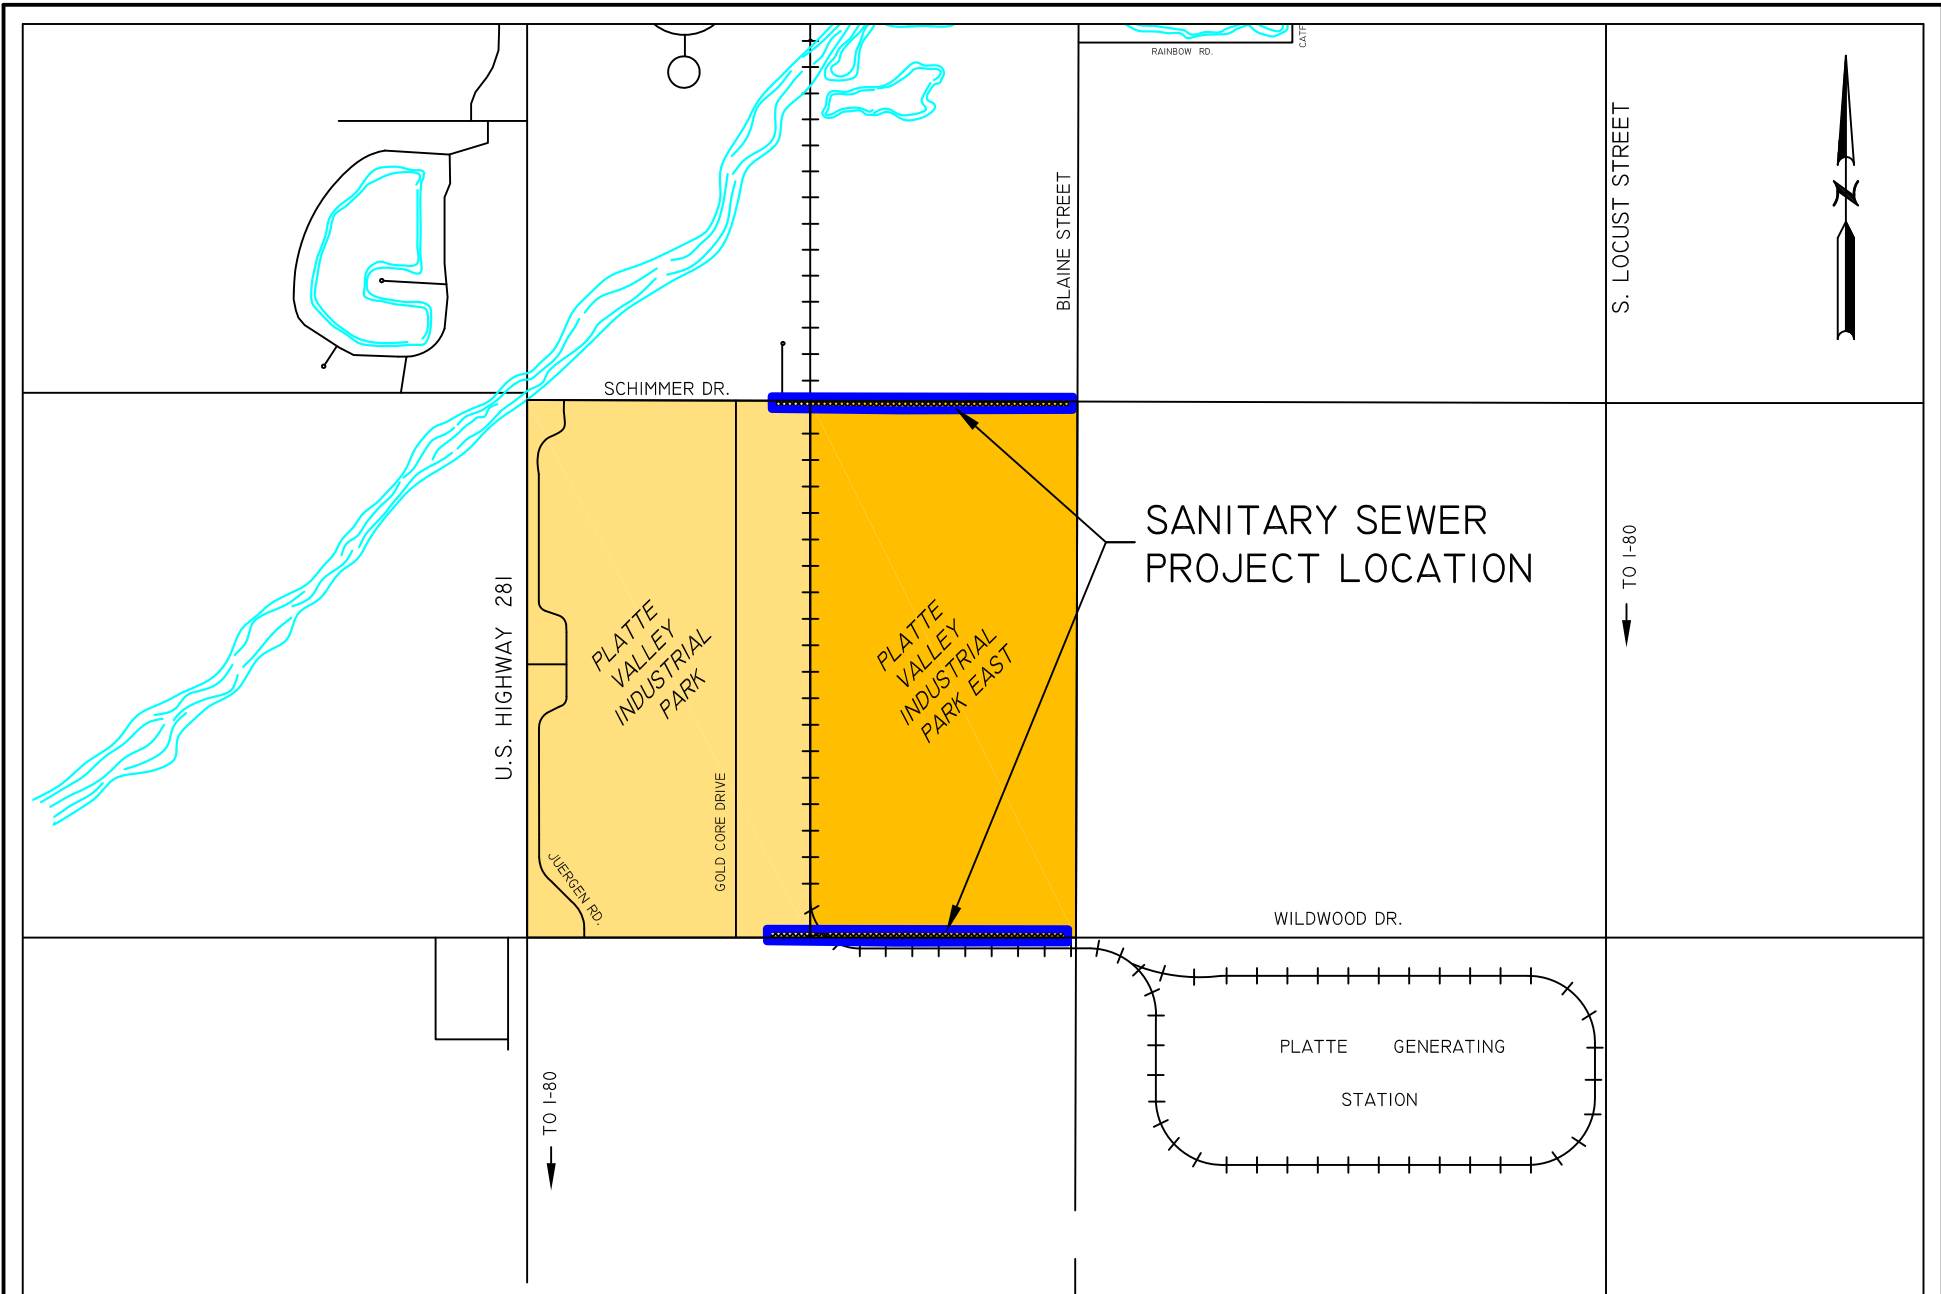 RAINBOW RD.
CATF
S. LOCUST STREET
N
BLAINE STREET
SCHIMMER DR.
SANITARY SEWER
PROJECT LOCATION
TO I-80
U.S. HIGHWAY 281
PLATTE
VALLEY
INDUSTRIAL
PARK
PLATTE
VALLEY
INDUSTRIAL
PARK EAST
GOLD CORE DRIVE
JUERGEN RD.
WILDWOOD DR.
PLATTE GENERATING
STATION
TO I-80